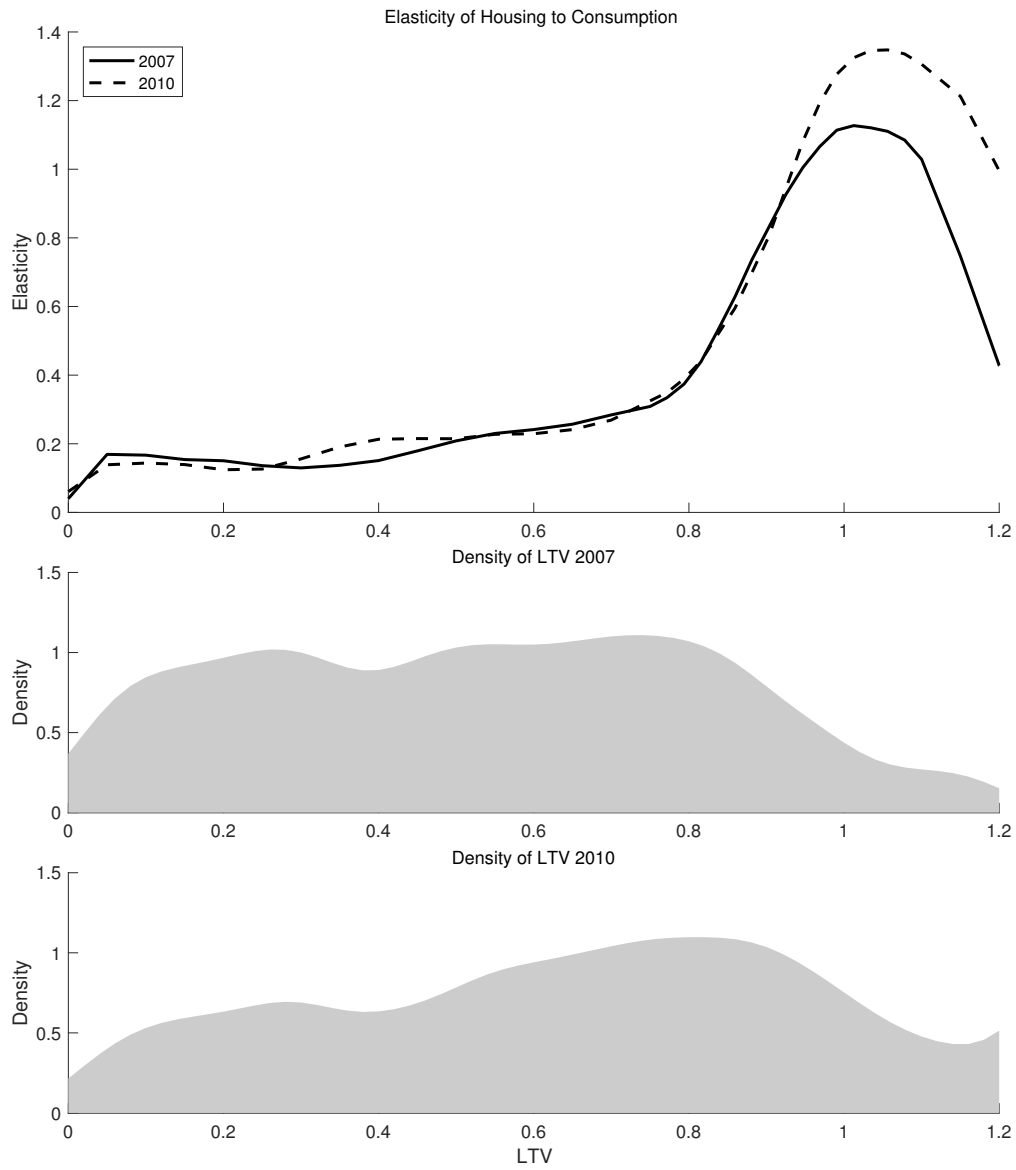 Elasticity of Housing to Consumption
1.4
2007
2010
1.2
1
0.8
Elasticity
0.6
0.4
0.2
0
0 0.2 0.4 0.6 0.8 1 1.2
Density of LTV 2007
1.5
1
Density
0.5
0
0 0.2 0.4 0.6 0.8 1 1.2
Density of LTV 2010
1.5
1
Density
0.5
0
0 0.2 0.4 0.6 0.8 1 1.2
LTV